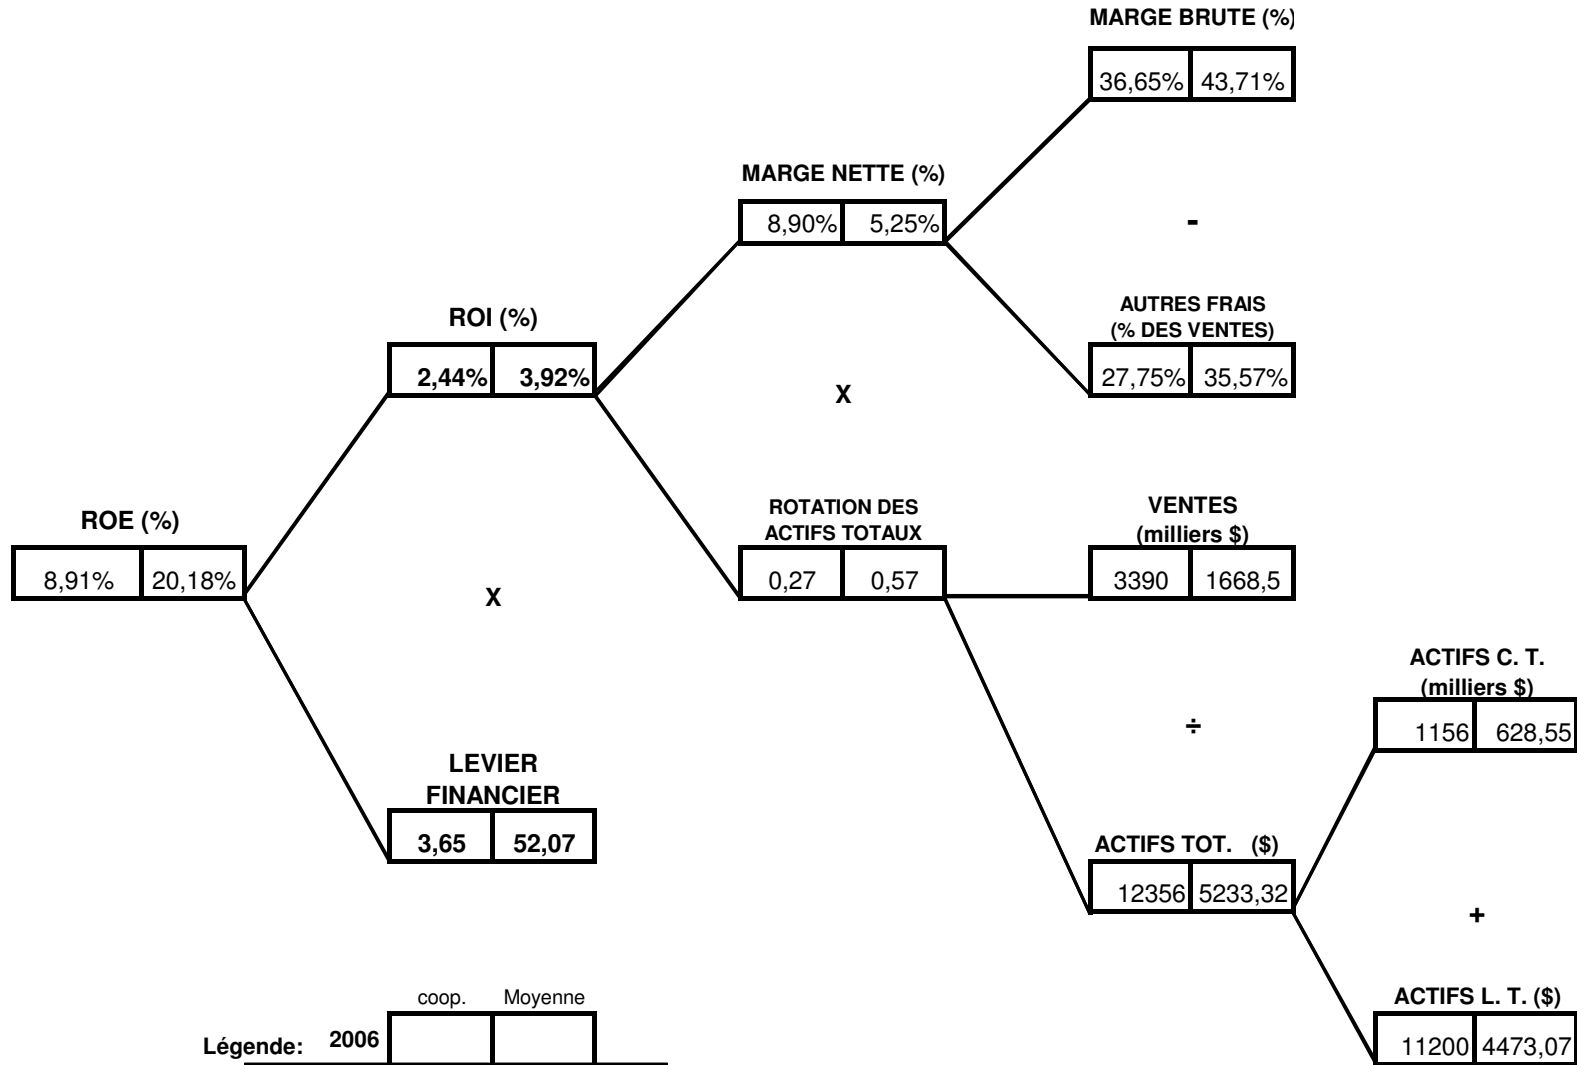 MARGE BRUTE (%)
36,65% 43,71%
MARGE NETTE (%)
8,90% 5,25%
-
AUTRES FRAIS
(% DES VENTES)
27,75% 35,57%
ROI (%)
2,44% 3,92%
X
ROTATION DES
ACTIFS TOTAUX
0,27 0,57
VENTES
(milliers $)
3390 1668,5
ROE (%)
8,91% 20,18%
X
ACTIFS C. T.
(milliers $)
1156 628,55
÷
LEVIER
FINANCIER
3,65 52,07
ACTIFS TOT. ($)
12356 5233,32
+
ACTIFS L. T. ($)
11200 4473,07
coop. Moyenne
Légende: 2006